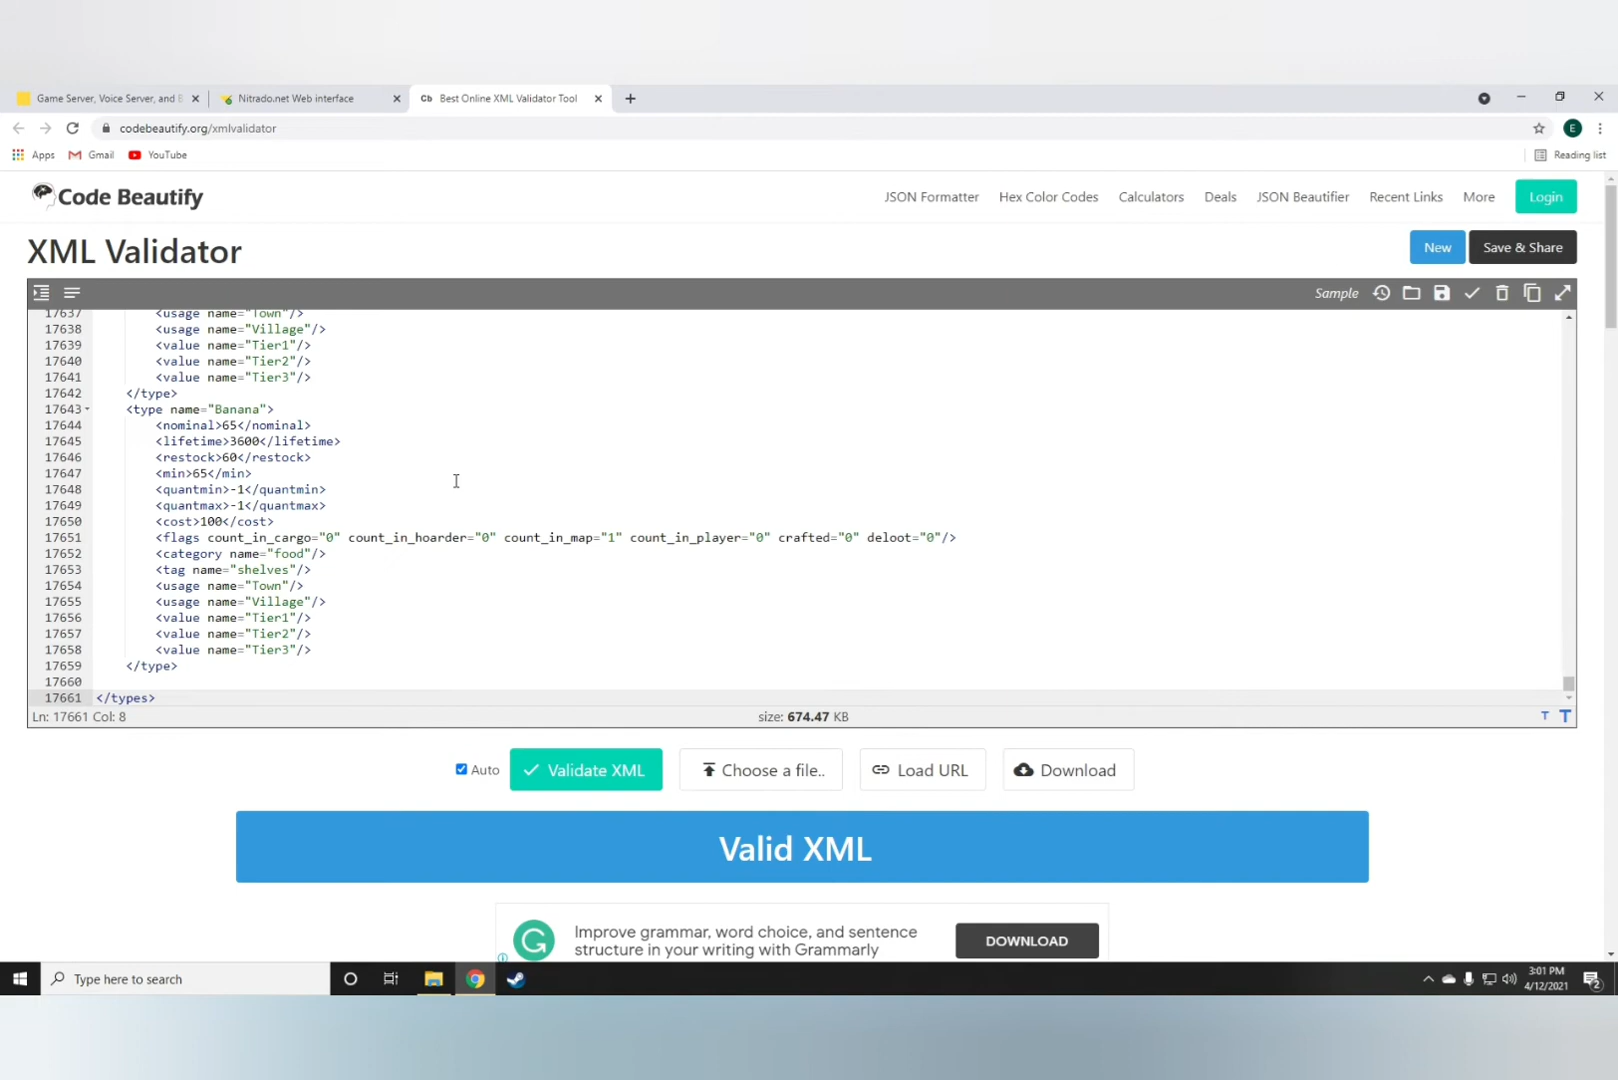 Game Server, Voice Server, and B
Nitrado.net Web interface
Cb Best Online XML Validator Tool
codebeautify.org/xmlvalidator
E
Apps Gmail YouTube Reading list
Code Beautify
JSON Formatter Hex Color Codes Calculators Deals JSON Beautifier Recent Links More Login
XML Validator
New Save & Share
Sample
17637 <usage name="Town"/>
17638 <usage name="Village"/>
17639 <value name="Tier1"/>
17640 <value name="Tier2"/>
17641 <value name="Tier3"/>
17642 </type>
17643 <type name="Banana">
17644 <nominal>65</nominal>
17645 <lifetime>3600</lifetime>
17646 <restock>60</restock>
17647 <min>65</min>
17648 <quantmin>-1</quantmin>
17649 <quantmax>-1</quantmax>
17650 <cost>100</cost>
17651 <flags count_in_cargo="0" count_in_hoarder="0" count_in_map="1" count_in_player="0" crafted="0" deloot="0"/>
17652 <category name="food"/>
17653 <tag name="shelves"/>
17654 <usage name="Town"/>
17655 <usage name="Village"/>
17656 <value name="Tier1"/>
17657 <value name="Tier2"/>
17658 <value name="Tier3"/>
17659 </type>
17660
17661 </types>
Ln: 17661 Col: 8 size: 674.47 KB T T
Auto Validate XML Choose a file.. Load URL Download
Valid XML
Improve grammar, word choice, and sentence
structure in your writing with Grammarly
DOWNLOAD
Type here to search
3:01 PM
4/12/2021
2